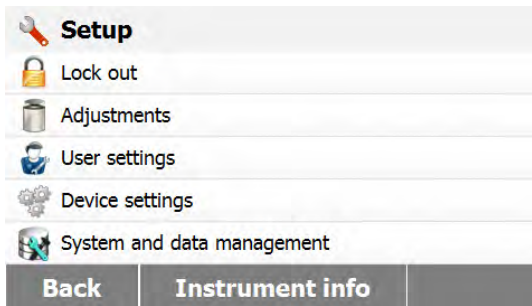 Setup
Lock out
Adjustments
User settings
Device settings
System and data management
Back Instrument info